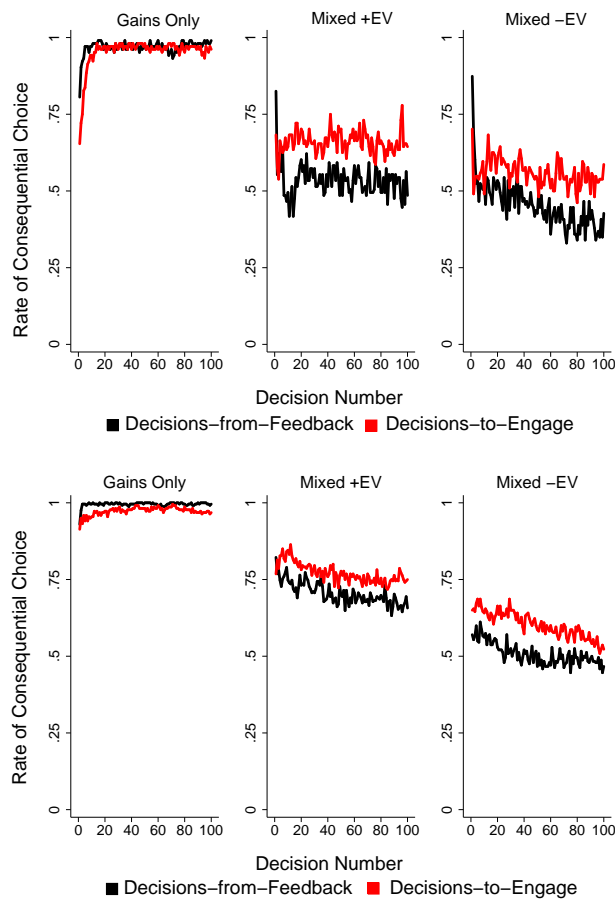 Gains Only
Mixed +EV
Mixed −EV
Rate of Consequential Choice
0 .25 .5 .75 1
0 .25 .5 .75 1
0 .25 .5 .75 1
0 20 40 60 80 100
0 20 40 60 80 100
0 20 40 60 80 100
Decision Number
Decisions−from−Feedback
Decisions−to−Engage
Gains Only
Mixed +EV
Mixed −EV
Rate of Consequential Choice
0 .25 .5 .75 1
0 .25 .5 .75 1
0 .25 .5 .75 1
0 20 40 60 80 100
0 20 40 60 80 100
0 20 40 60 80 100
Decision Number
Decisions−from−Feedback
Decisions−to−Engage